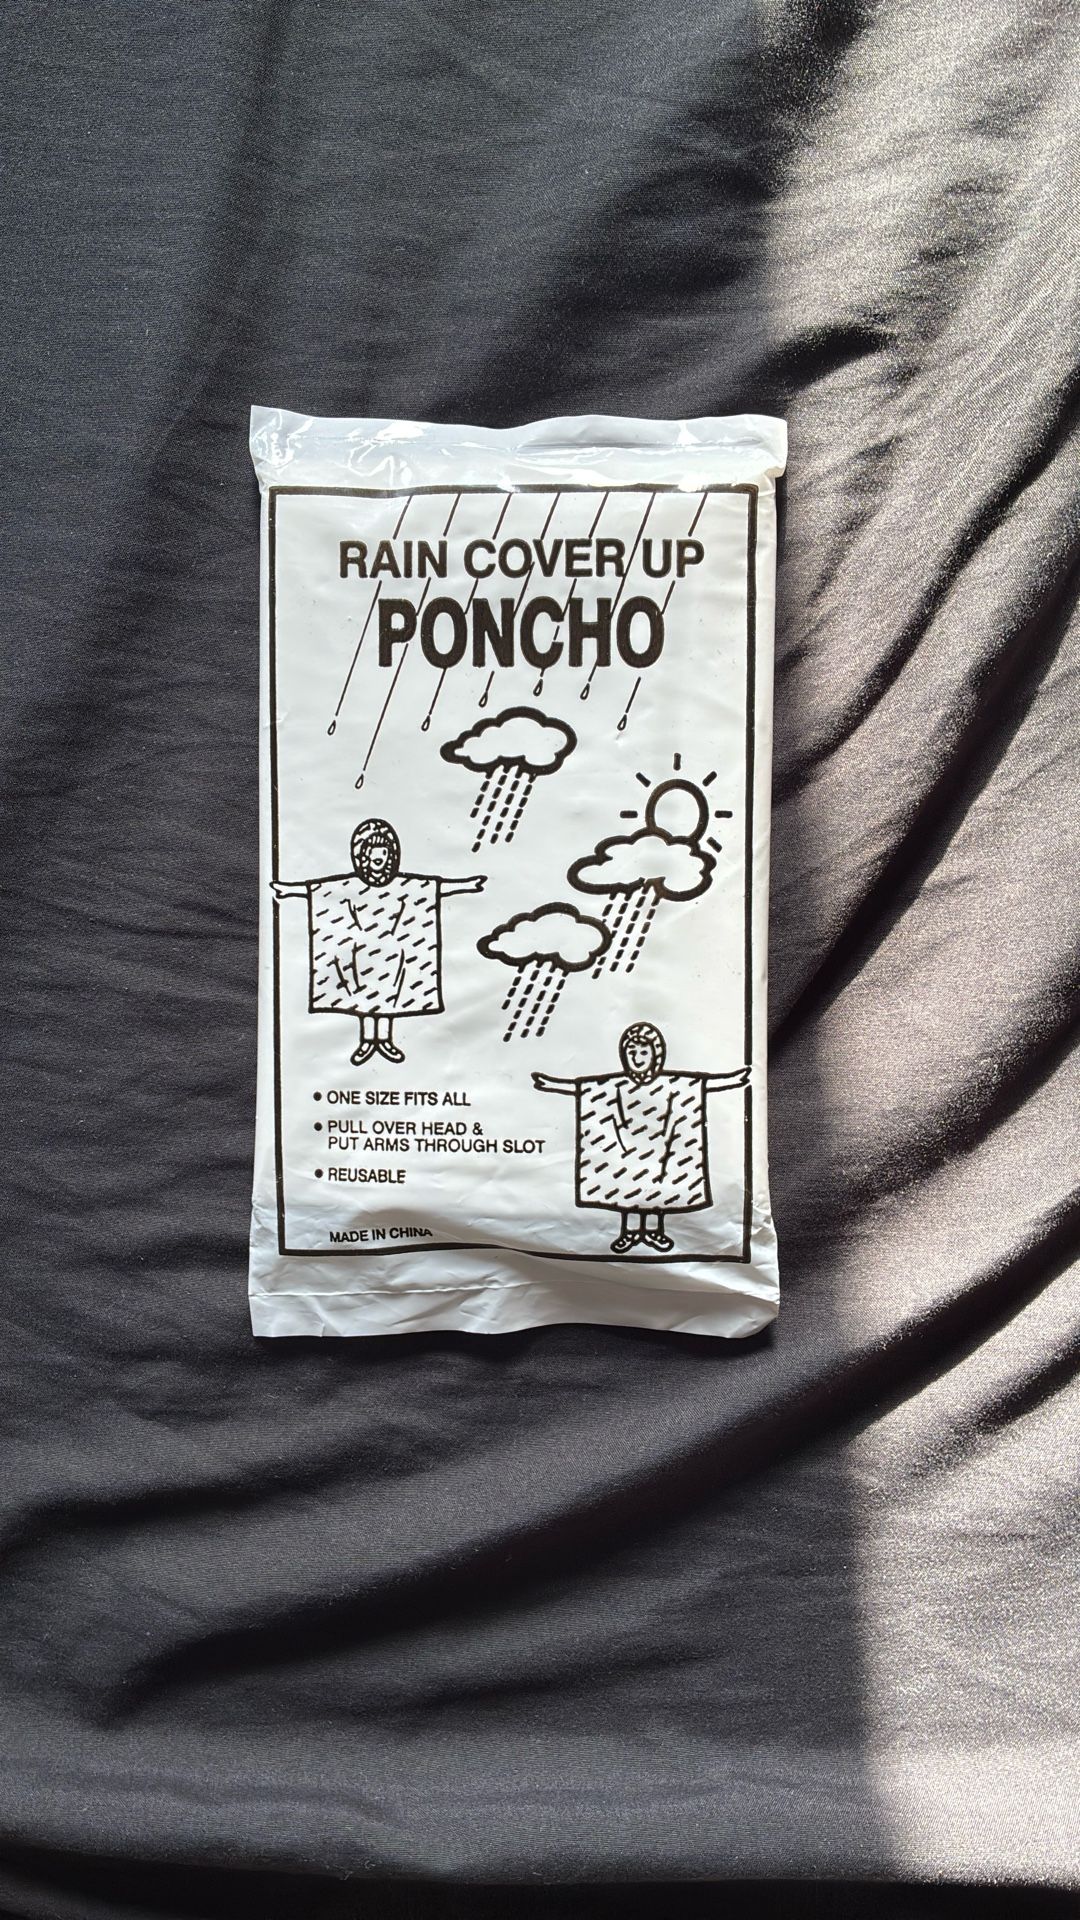 RAIN COVER UP
PONCHO
• ONE SIZE FITS ALL
• PULL OVER HEAD &
PUT ARMS THROUGH SLOT
• REUSABLE
MADE IN CHINA